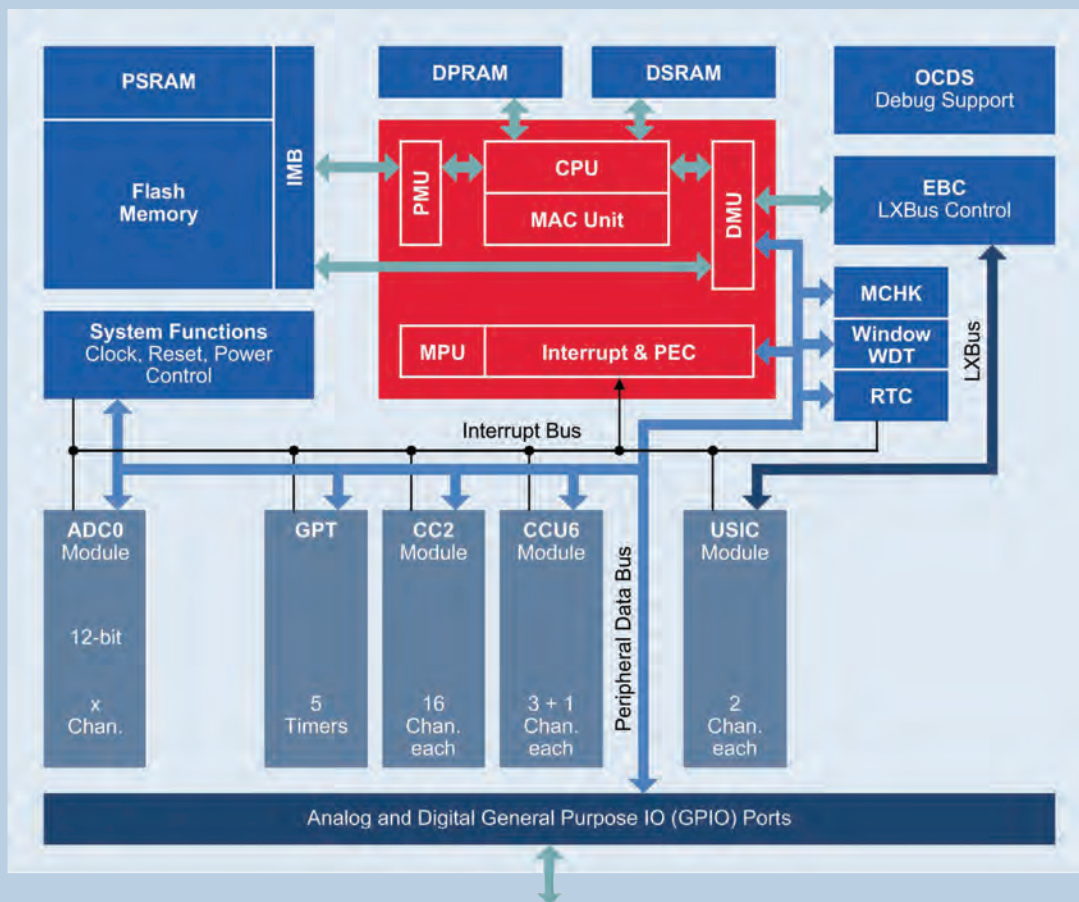 PSRAM
Flash
Memory
IMB
DPRAM
DSRAM
OCDS
Debug Support
PMU
CPU
MAC Unit
DMU
EBC
LXBus Control
System Functions
Clock, Reset, Power
Control
MPU
Interrupt & PEC
MCHK
Window
WDT
RTC
LXBus
Interrupt Bus
ADC0
Module
12-bit
x
Chan.
GPT
5
Timers
CC2
Module
16
Chan.
each
CCU6
Module
3 + 1
Chan.
each
Peripheral Data Bus
USIC
Module
2
Chan.
each
Analog and Digital General Purpose IO (GPIO) Ports